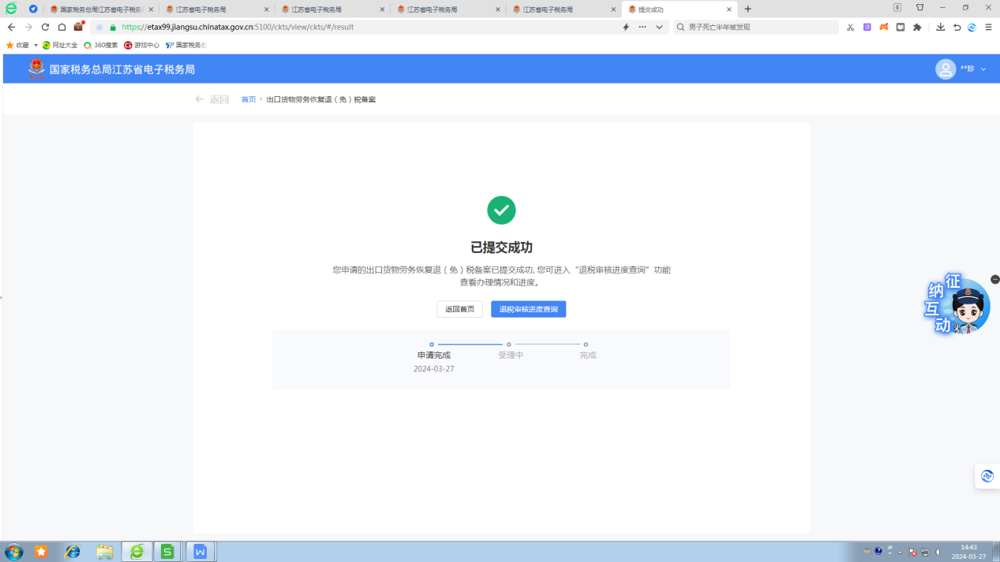 国家税务总局江苏省电子税务
江苏省电子税务局
江苏省电子税务局
江苏省电子税务局
江苏省电子税务局
提交成功
6
https://etax99.jiangsu.chinatax.gov.cn:5100/ckts/view/ckts/#/result
男子死亡半年被发现
收藏
网址大全
360搜索
游戏中心
国家税务总
国家税务总局江苏省电子税务局
**珍
返回
首页 > 出口货物劳务恢复退（免）税备案
已提交成功
您申请的出口货物劳务恢复退（免）税备案已提交成功, 您可进入“退税审核进度查询”功能
查看办理情况和进度。
返回首页
退税审核进度查询
申请完成
受理中
完成
2024-03-27
征
纳
互
动
14:43
2024-03-27